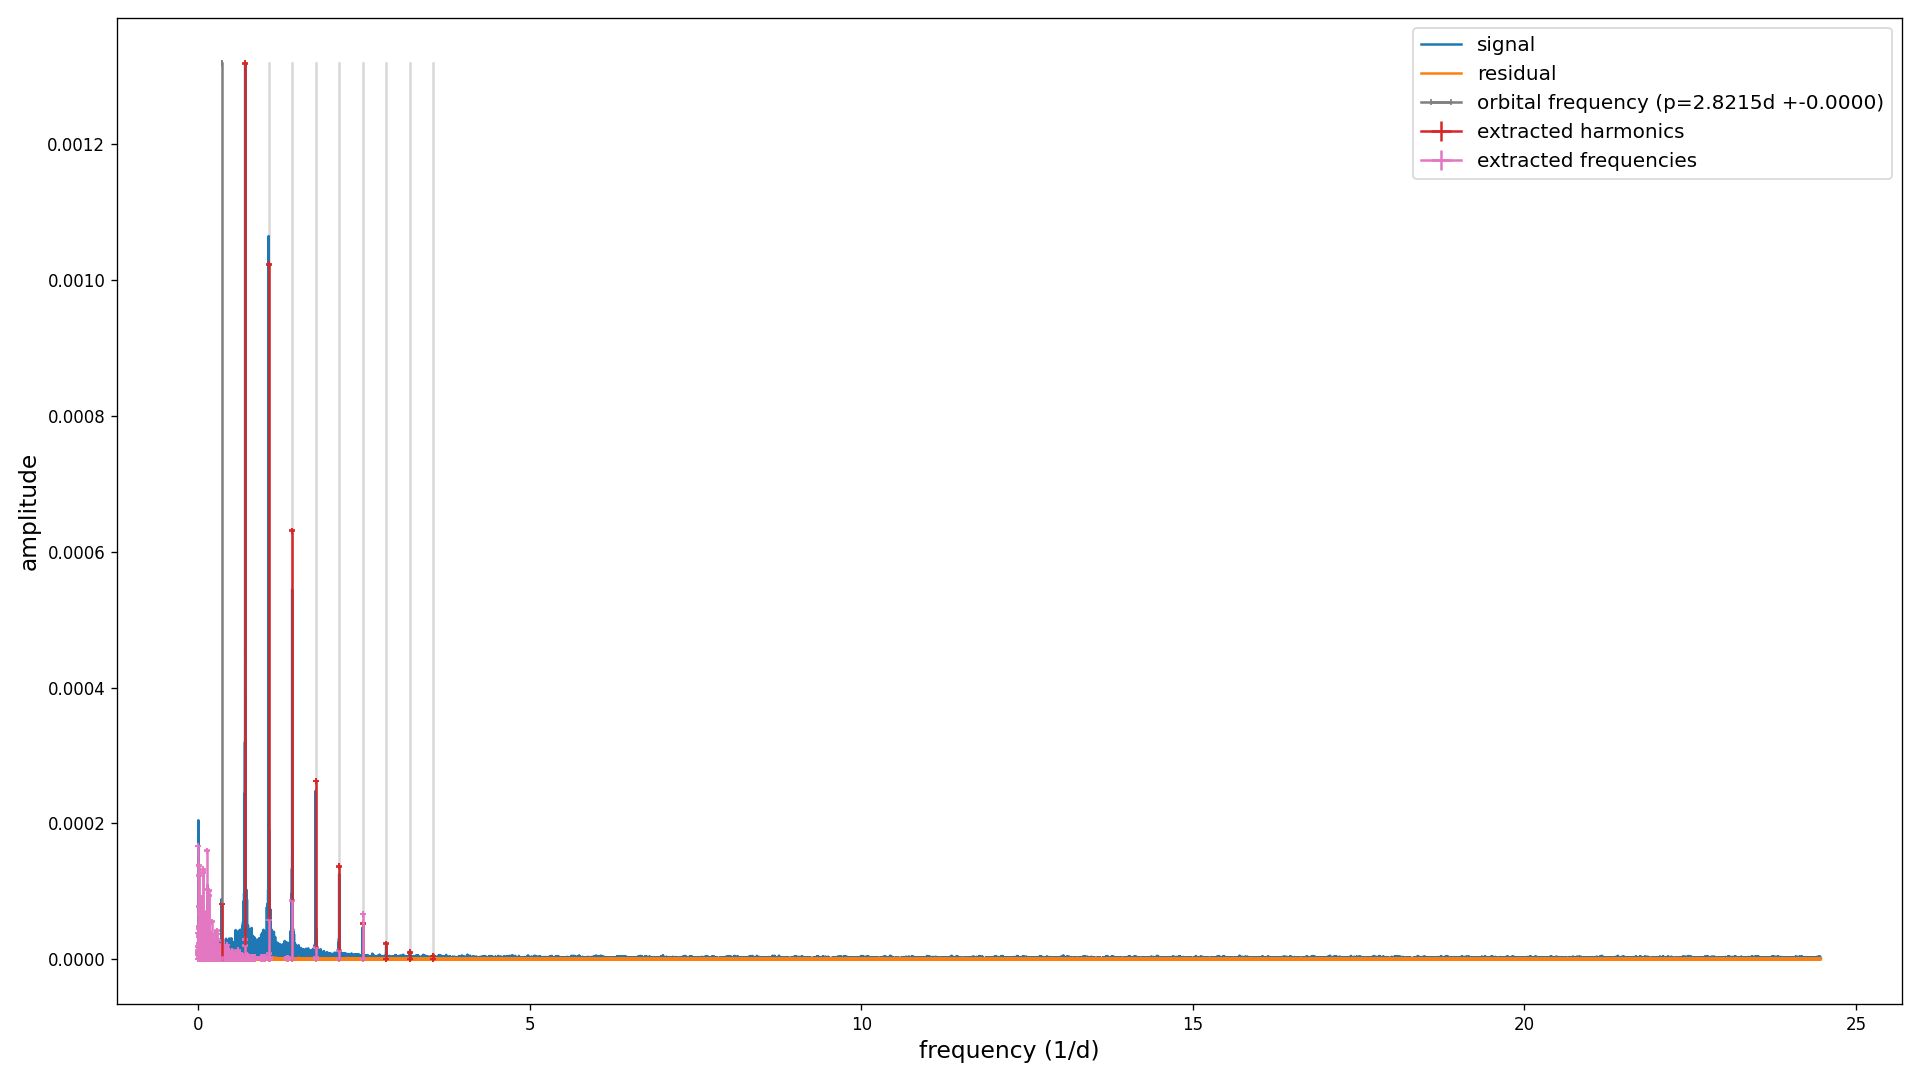 signal
residual
orbital frequency (p=2.8215d +-0.0000)
extracted harmonics
extracted frequencies
amplitude
0.0012
0.0010
0.0008
0.0006
0.0004
0.0002
0.0000
0 5 10 15 20 25
frequency (1/d)